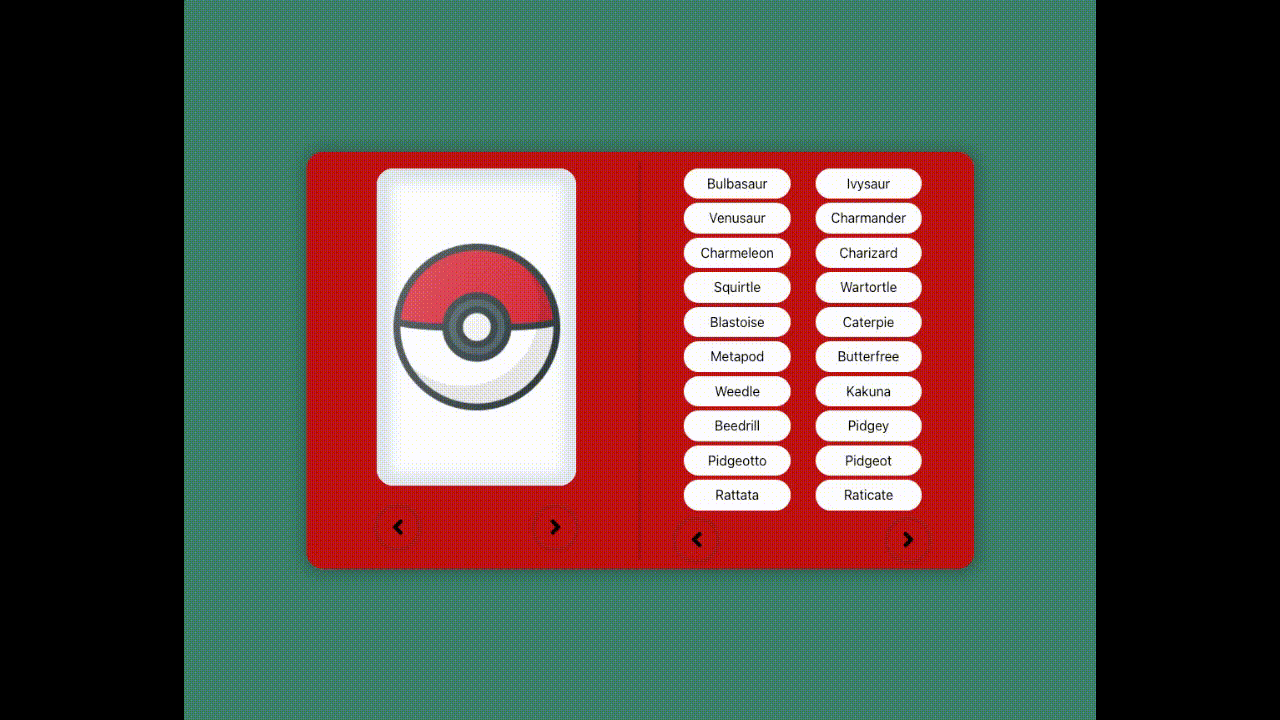 Bulbasaur Ivysaur
Venusaur Charmander
Charmeleon Charizard
Squirtle Wartortle
Blastoise Caterpie
Metapod Butterfree
Weedle Kakuna
Beedrill Pidgey
Pidgeotto Pidgeot
Rattata Raticate